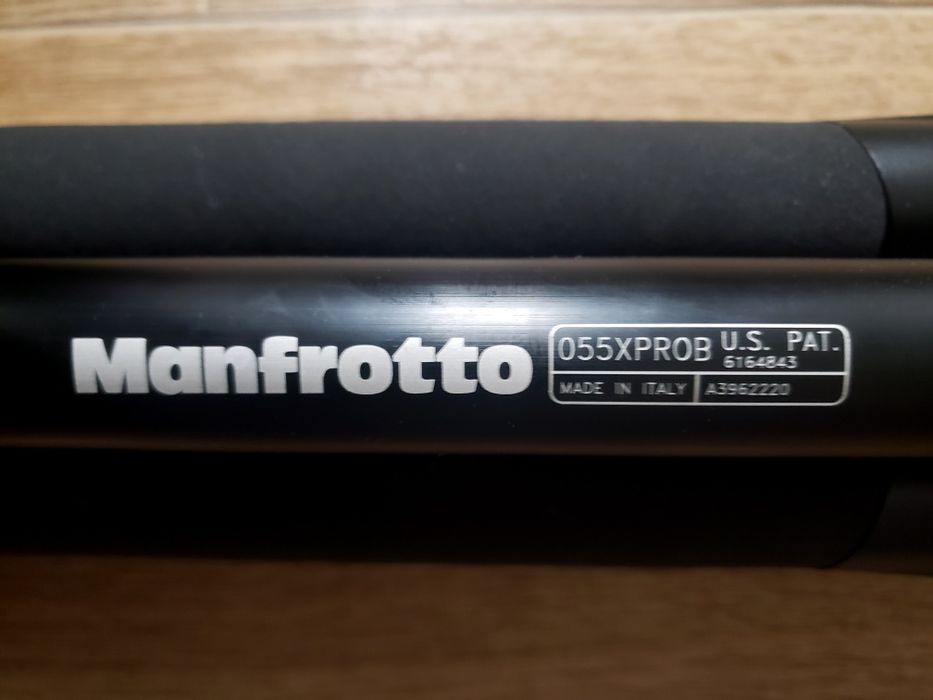 Manfrotto
055XPROB U.S. PAT.
6164843
MADE IN ITALY A3962220